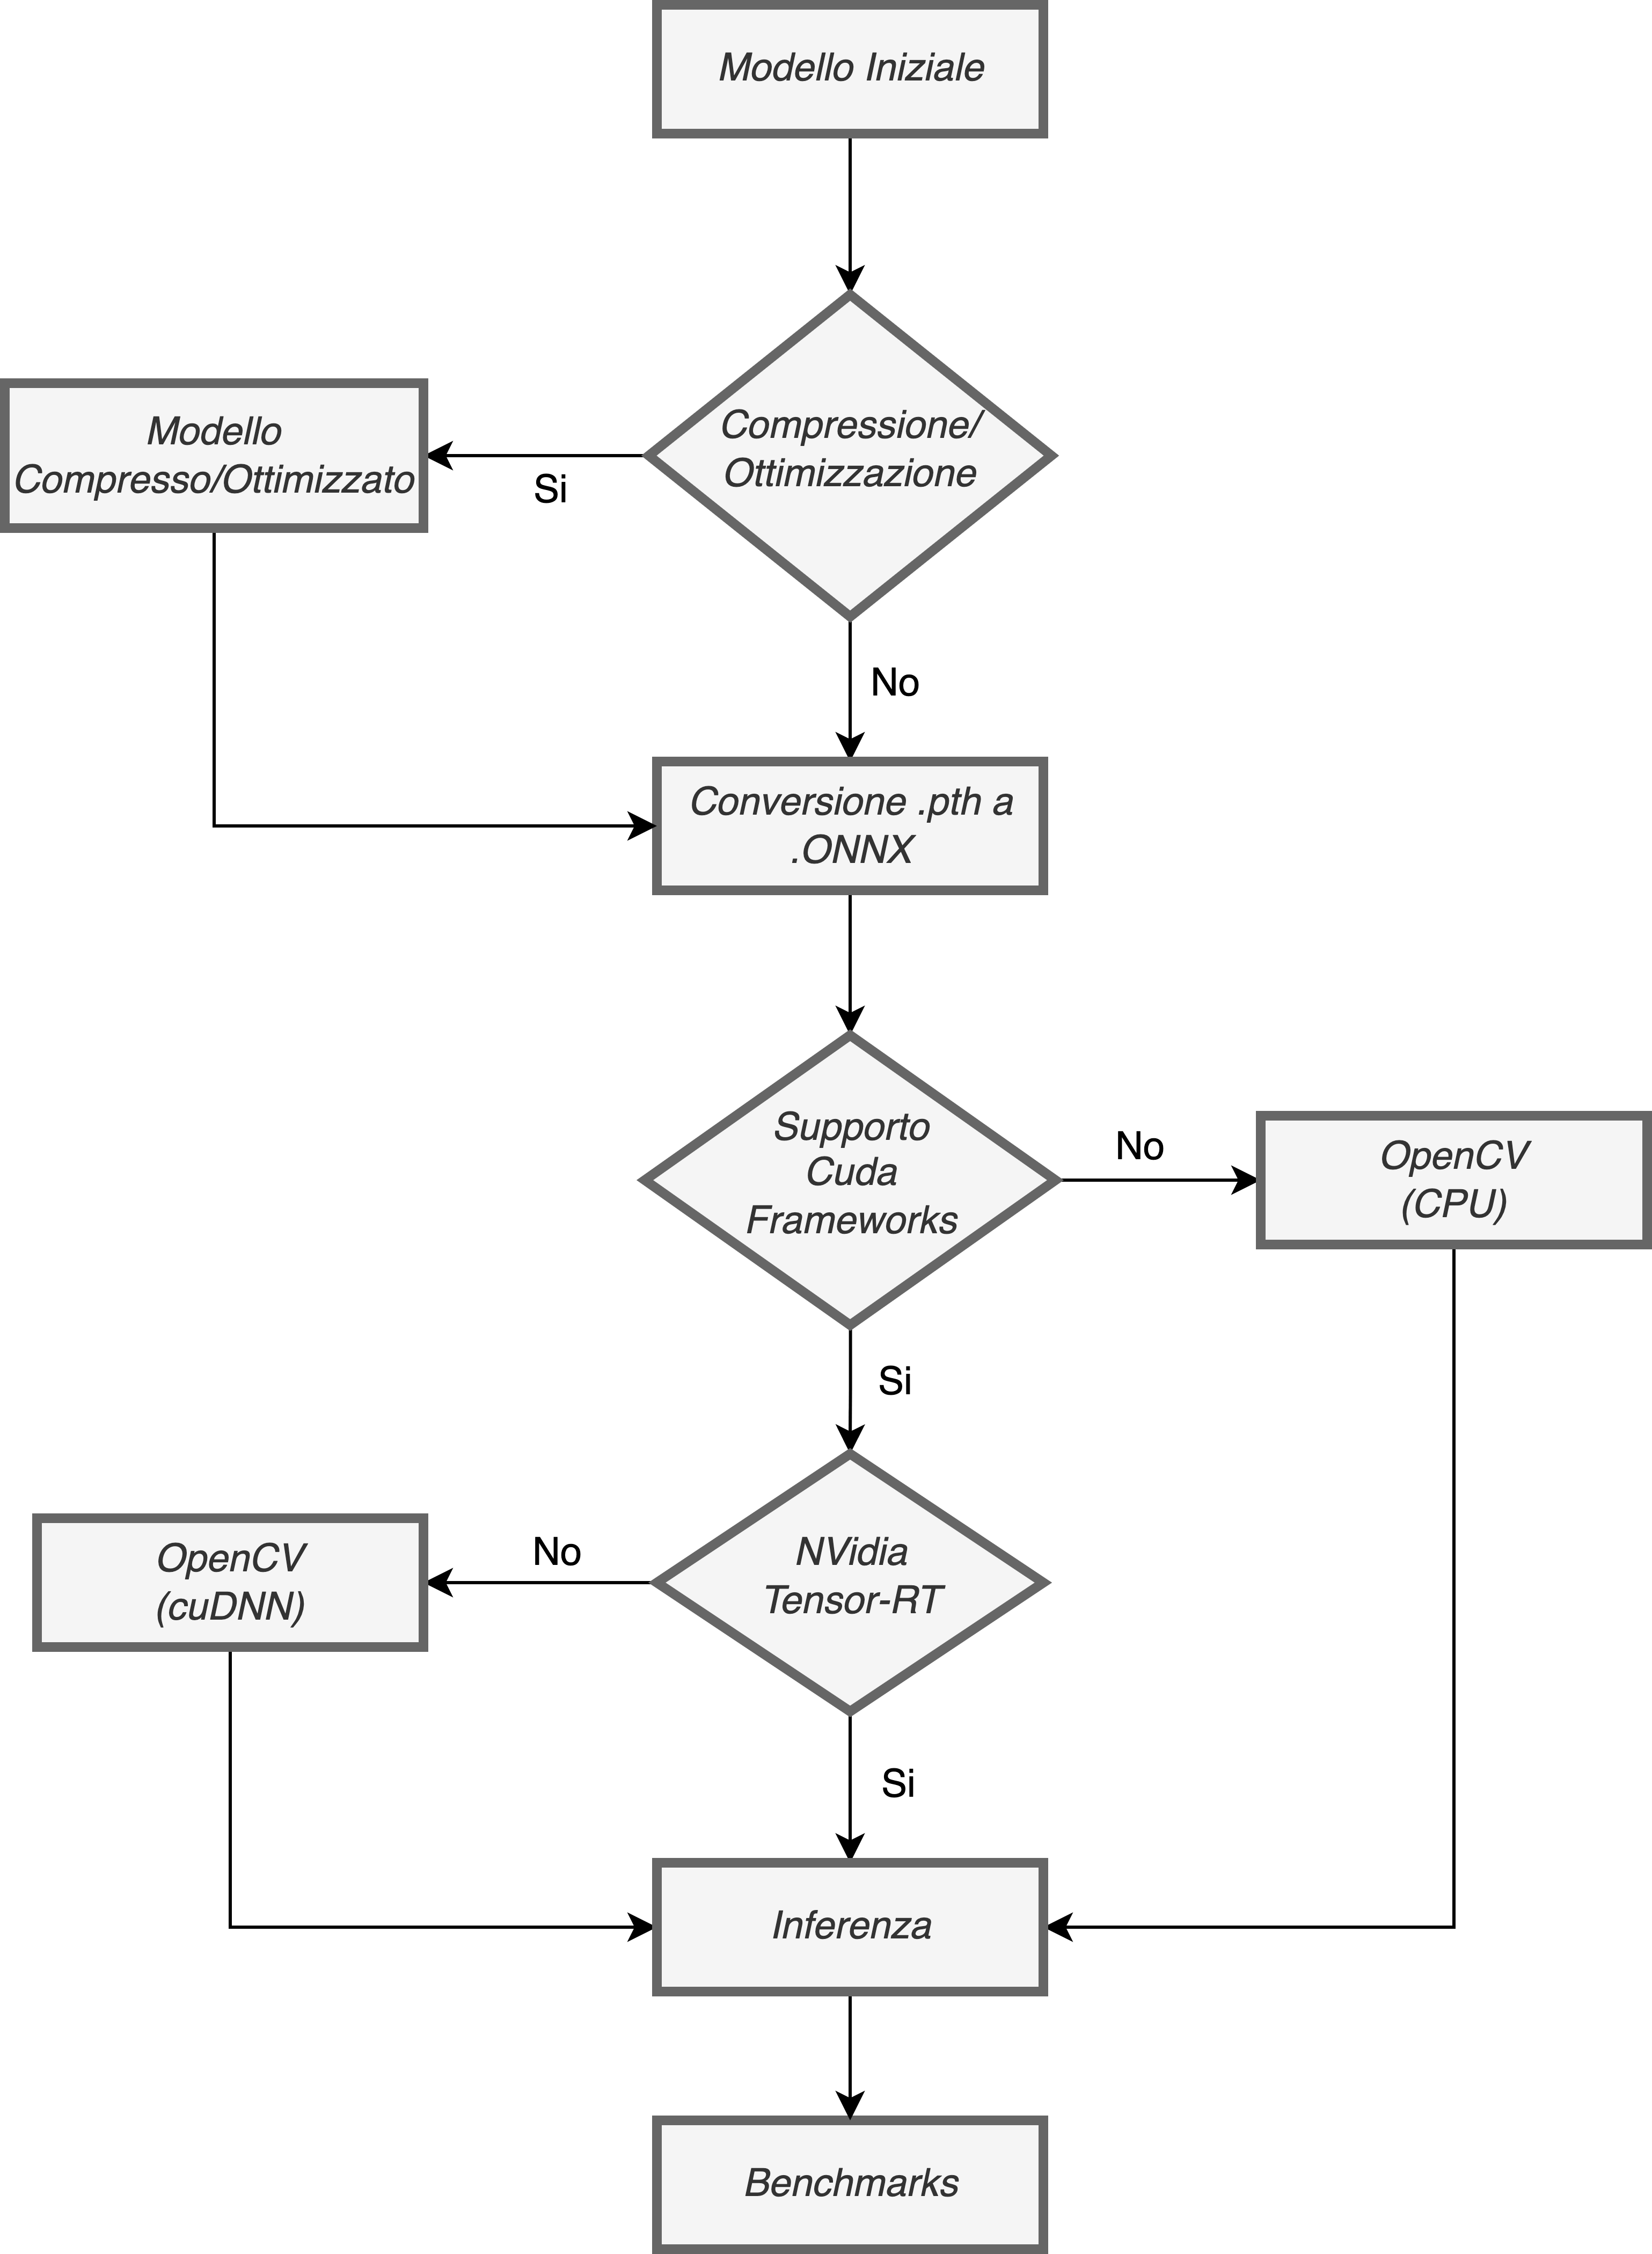 Modello Iniziale
Compressione/
Ottimizzazione
Modello
Compresso/Ottimizzato
Si
No
Conversione .pth a
.ONNX
Supporto
Cuda
Frameworks
No
OpenCV
(CPU)
Si
NVidia
Tensor-RT
No
OpenCV
(cuDNN)
Si
Inferenza
Benchmarks